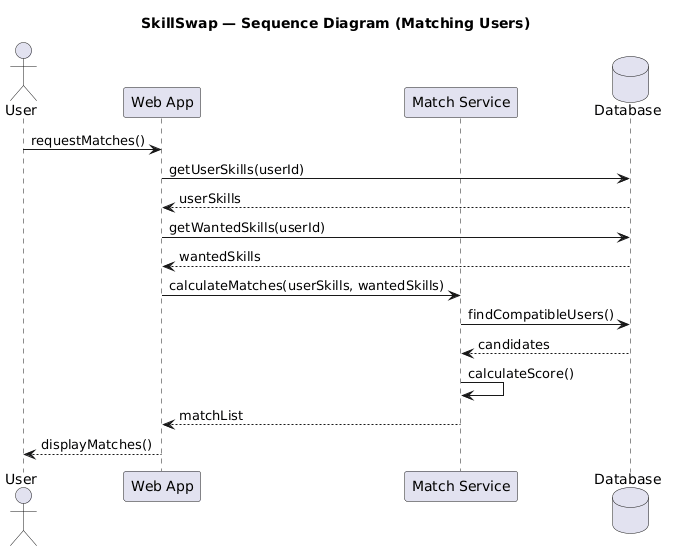 SkillSwap — Sequence Diagram (Matching Users)
User
Web App
Match Service
Database
requestMatches()
getUserSkills(userId)
userSkills
getWantedSkills(userId)
wantedSkills
calculateMatches(userSkills, wantedSkills)
findCompatibleUsers()
candidates
calculateScore()
matchList
displayMatches()
User
Web App
Match Service
Database